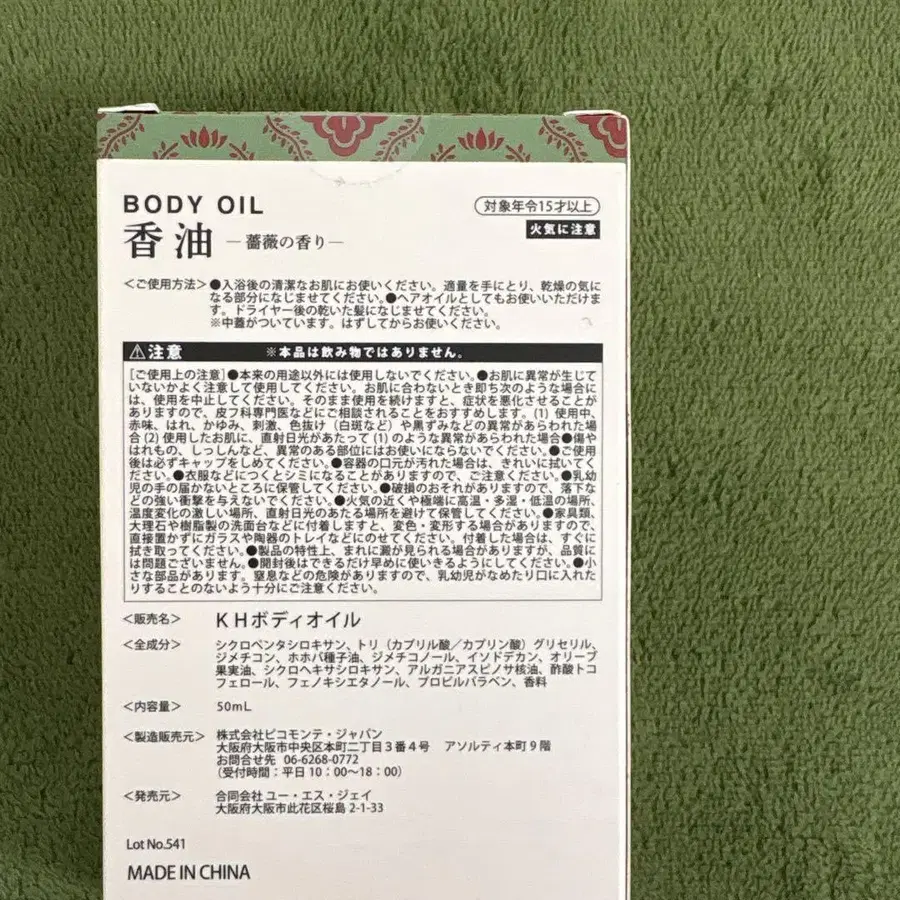 BODY OIL
香油 ―薔薇の香り―
対象年令15才以上
火気に注意
<ご使用方法>●入浴後の清潔なお肌にお使いください。適量を手にとり、乾燥の気に
なる部分になじませてください。●ヘアオイルとしてもお使いいただけま
す。ドライヤー後の乾いた髪になじませてください。
※中蓋がついています。はずしてからお使いください。
⚠注意 ※本品は飲み物ではありません。
[ご使用上の注意]●本来の用途以外には使用しないでください。●お肌に異常が生じて
いないかよく注意して使用してください。お肌に合わないとき即ち次のような場合に
は、使用を中止してください。そのまま使用を続けますと、症状を悪化させることが
ありますので、皮フ科専門医などにご相談されることをおすすめします。(1) 使用中、
赤味、はれ、かゆみ、刺激、色抜け（白斑など）や黒ずみなどの異常があらわれた場
合 (2) 使用したお肌に、直射日光があたって (1) のような異常があらわれた場合●傷や
はれもの、しっしんなど、異常のある部位にはお使いにならないでください。●ご使用
後は必ずキャップをしめてください。●容器の口元が汚れた場合は、きれいに拭いてく
ださい。●衣服などにつくとシミになることがありますので、ご注意ください。●乳幼
児の手の届かないところに保管してください。●破損のおそれがありますので、落下な
どの強い衝撃を与えないでください。●火気の近くや極端に高温・多湿・低温の場所、
温度変化の激しい場所、直射日光のあたる場所を避けて保管してください。●家具類、
大理石や樹脂製の洗面台などに付着しますと、変色・変形する場合がありますので、
直接置かずにガラスや陶器のトレイなどにのせてください。付着した場合は、すぐに
拭き取ってください。●製品の特性上、まれに澱が見られる場合がありますが、品質に
は問題ございません。●開封後はできるだけ早めに使いきるようにしてください。●小
さな部品があります。窒息などの危険がありますので、乳幼児がなめたり口に入れた
りすることのないよう十分にご注意ください。
<販売名> ＫＨボディオイル
<全成分> シクロペンタシロキサン、トリ（カプリル酸／カプリン酸）グリセリル、
ジメチコン、ホホバ種子油、ジメチコノール、イソドデカン、オリーブ
果実油、シクロヘキサシロキサン、アルガニアスピノサ核油、酢酸トコ
フェロール、フェノキシエタノール、プロピルパラベン、香料
<内容量> 50mL
<製造販売元> 株式会社ピコモンテ・ジャパン
大阪府大阪市中央区本町二丁目３番４号 アソルティ本町９階
お問合せ先 06-6268-0772
（受付時間：平日 10：00～18：00）
<発売元> 合同会社 ユー・エス・ジェイ
大阪府大阪市此花区桜島 2-1-33
Lot No.541
MADE IN CHINA